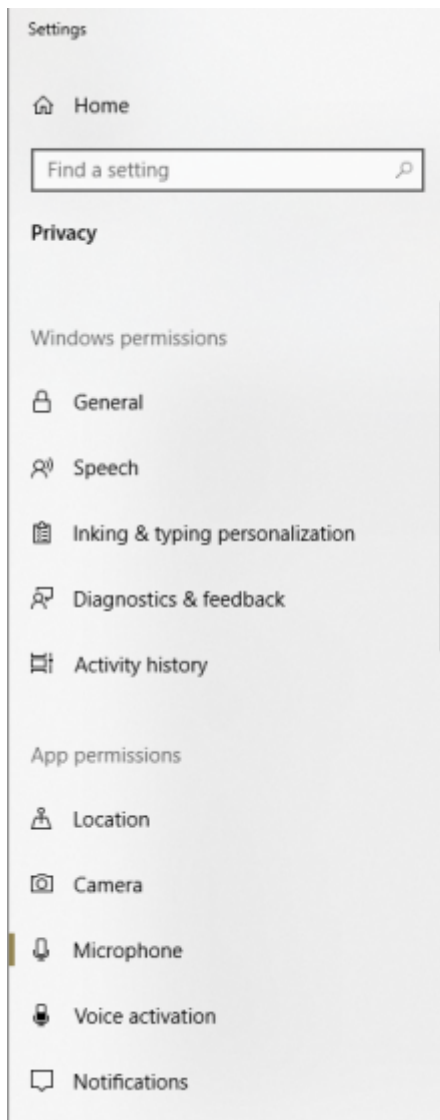 Settings
Home
Find a setting
Privacy
Windows permissions
General
Speech
Inking & typing personalization
Diagnostics & feedback
Activity history
App permissions
Location
Camera
Microphone
Voice activation
Notifications